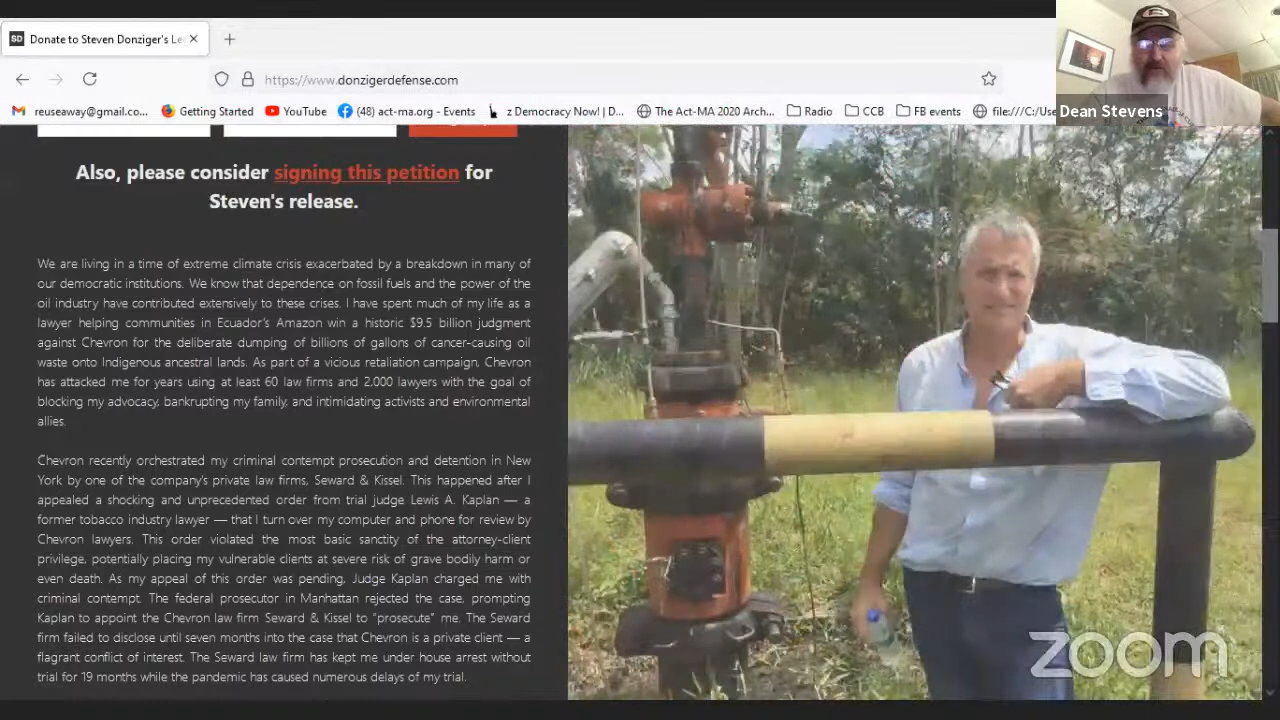 SD Donate to Steven Donziger's Le
https://www.donzigerdefense.com
reuseaway@gmail.co... Getting Started YouTube (48) act-ma.org - Events z Democracy Now! | D... The Act-MA 2020 Arch... Radio CCB FB events file:///C:/Use
Dean Stevens
Also, please consider signing this petition for
Steven's release.
We are living in a time of extreme climate crisis exacerbated by a breakdown in many of
our democratic institutions. We know that dependence on fossil fuels and the power of the
oil industry have contributed extensively to these crises. I have spent much of my life as a
lawyer helping communities in Ecuador's Amazon win a historic $9.5 billion judgment
against Chevron for the deliberate dumping of billions of gallons of cancer-causing oil
waste onto Indigenous ancestral lands. As part of a vicious retaliation campaign, Chevron
has attacked me for years using at least 60 law firms and 2,000 lawyers with the goal of
blocking my advocacy, bankrupting my family, and intimidating activists and environmental
allies.
Chevron recently orchestrated my criminal contempt prosecution and detention in New
York by one of the company's private law firms, Seward & Kissel. This happened after I
appealed a shocking and unprecedented order from trial judge Lewis A. Kaplan — a
former tobacco industry lawyer — that I turn over my computer and phone for review by
Chevron lawyers. This order violated the most basic sanctity of the attorney-client
privilege, potentially placing my vulnerable clients at severe risk of grave bodily harm or
even death. As my appeal of this order was pending, Judge Kaplan charged me with
criminal contempt. The federal prosecutor in Manhattan rejected the case, prompting
Kaplan to appoint the Chevron law firm Seward & Kissel to "prosecute" me. The Seward
firm failed to disclose until seven months into the case that Chevron is a private client — a
flagrant conflict of interest. The Seward law firm has kept me under house arrest without
trial for 19 months while the pandemic has caused numerous delays of my trial.
zoom